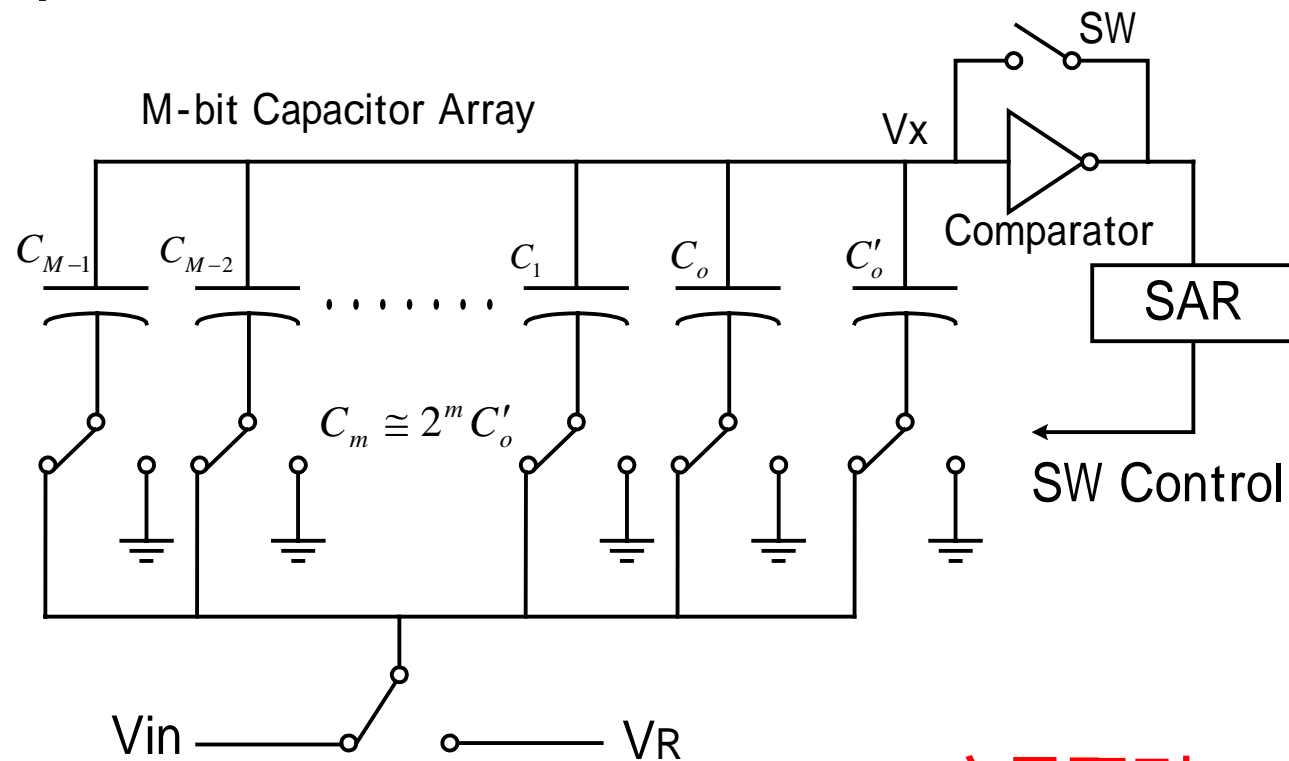 SW
M-bit Capacitor Array
Vx
Comparator
C_{M-1} C_{M-2} C_1 C_o C'_o
SAR
C_m ≅ 2^m C'_o
SW Control
Vin VR